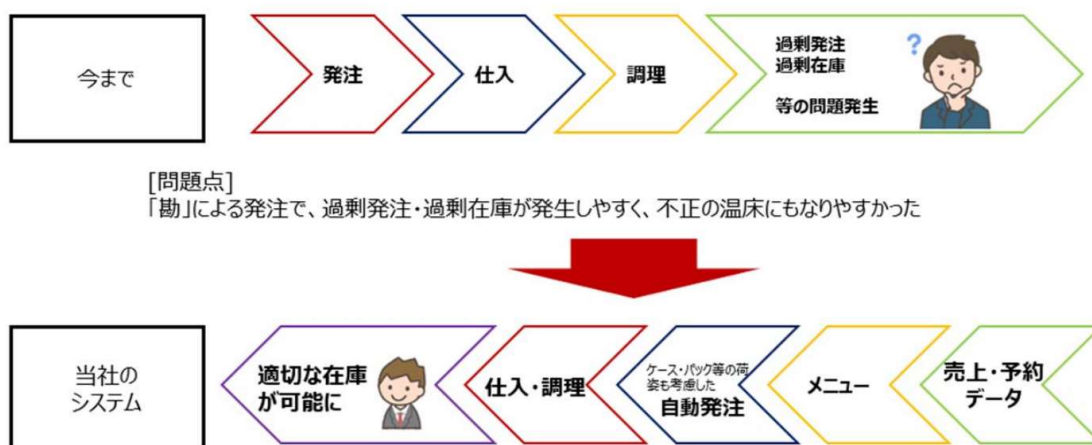 今まで
発注
仕入
調理
過剰発注
過剰在庫
等の問題発生
?
[問題点]
「勘」による発注で、過剰発注・過剰在庫が発生しやすく、不正の温床にもなりやすかった
当社の
システム
適切な在庫
が可能に
仕入・調理
ケース・パック等の荷
姿も考慮した
自動発注
メニュー
売上・予約
データ